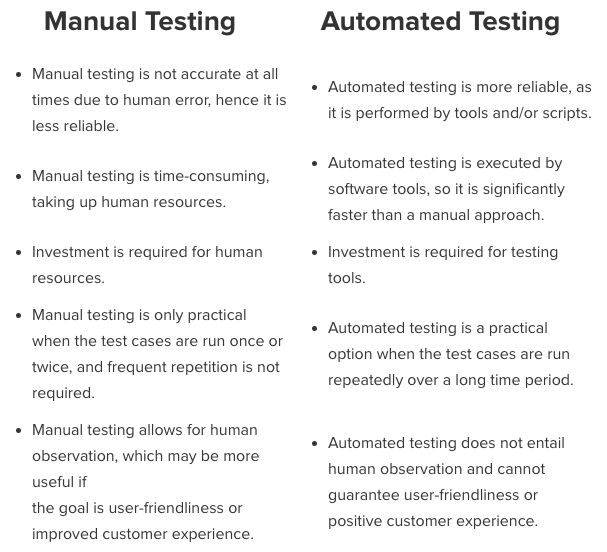 Manual Testing
Manual testing is not accurate at all
times due to human error, hence it is
less reliable.
Manual testing is time-consuming,
taking up human resources.
Investment is required for human
resources.
Manual testing is only practical
when the test cases are run once or
twice, and frequent repetition is not
required.
Manual testing allows for human
observation, which may be more
useful if
the goal is user-friendliness or
improved customer experience.
Automated Testing
Automated testing is more reliable, as
it is performed by tools and/or scripts.
Automated testing is executed by
software tools, so it is significantly
faster than a manual approach.
Investment is required for testing
tools.
Automated testing is a practical
option when the test cases are run
repeatedly over a long time period.
Automated testing does not entail
human observation and cannot
guarantee user-friendliness or
positive customer experience.